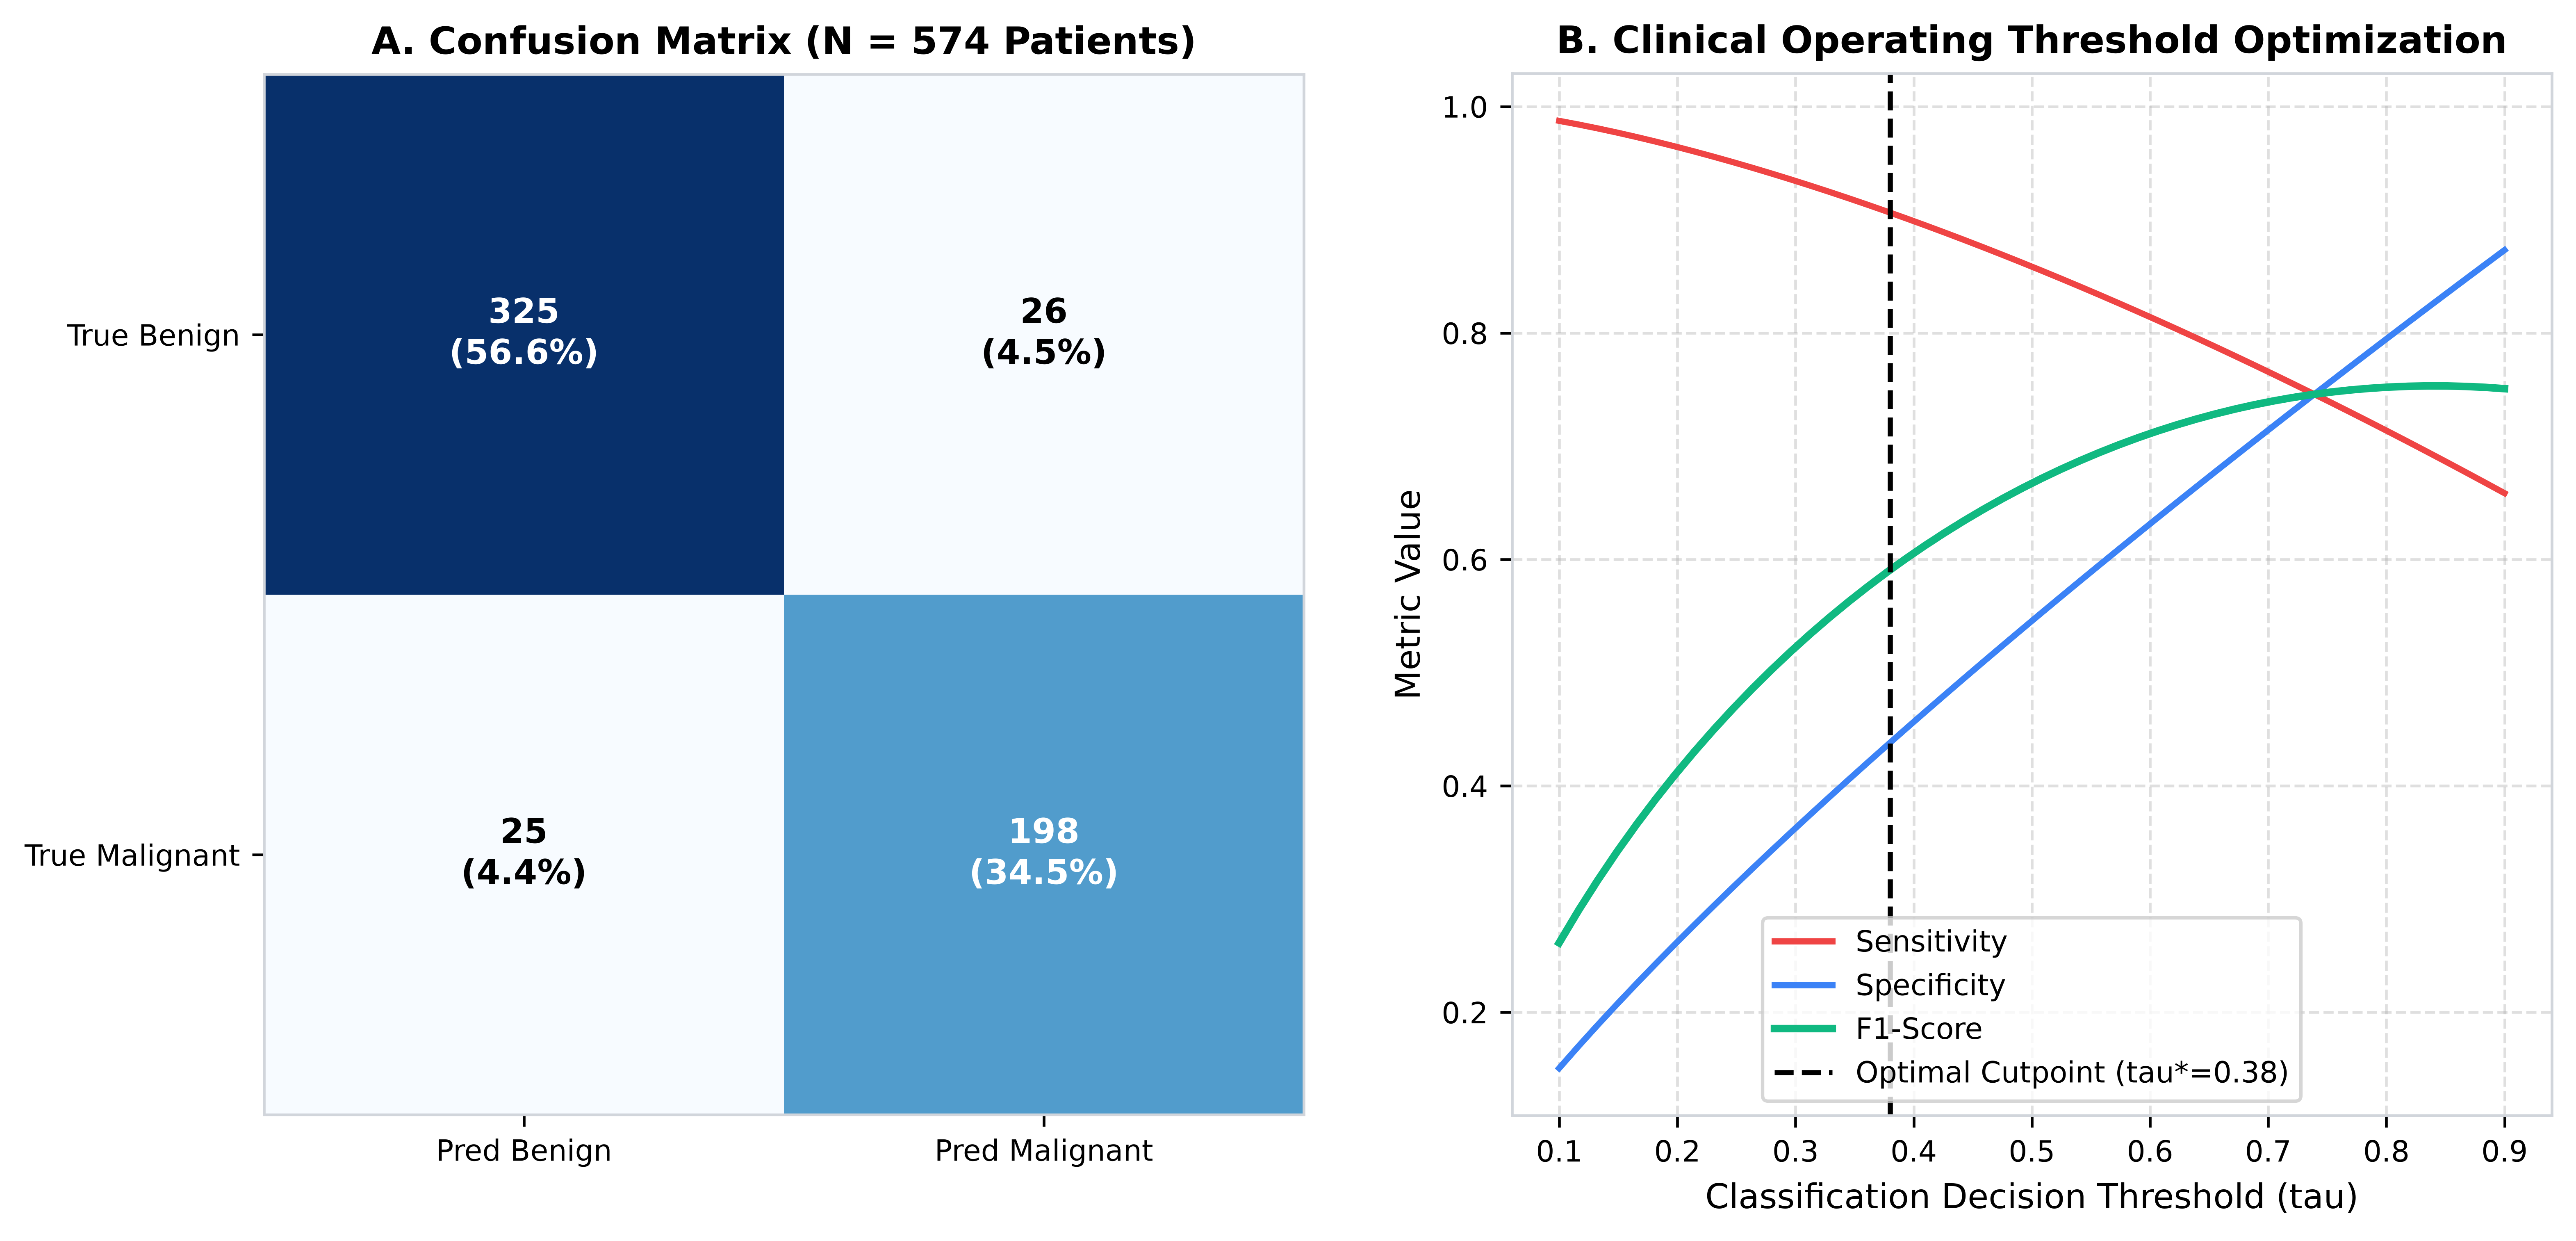 A. Confusion Matrix (N = 574 Patients)
True Benign
325
(56.6%)
26
(4.5%)
True Malignant
25
(4.4%)
198
(34.5%)
Pred Benign
Pred Malignant
B. Clinical Operating Threshold Optimization
Metric Value
1.0
0.8
0.6
0.4
0.2
Sensitivity
Specificity
F1-Score
Optimal Cutpoint (tau*=0.38)
0.1 0.2 0.3 0.4 0.5 0.6 0.7 0.8 0.9
Classification Decision Threshold (tau)